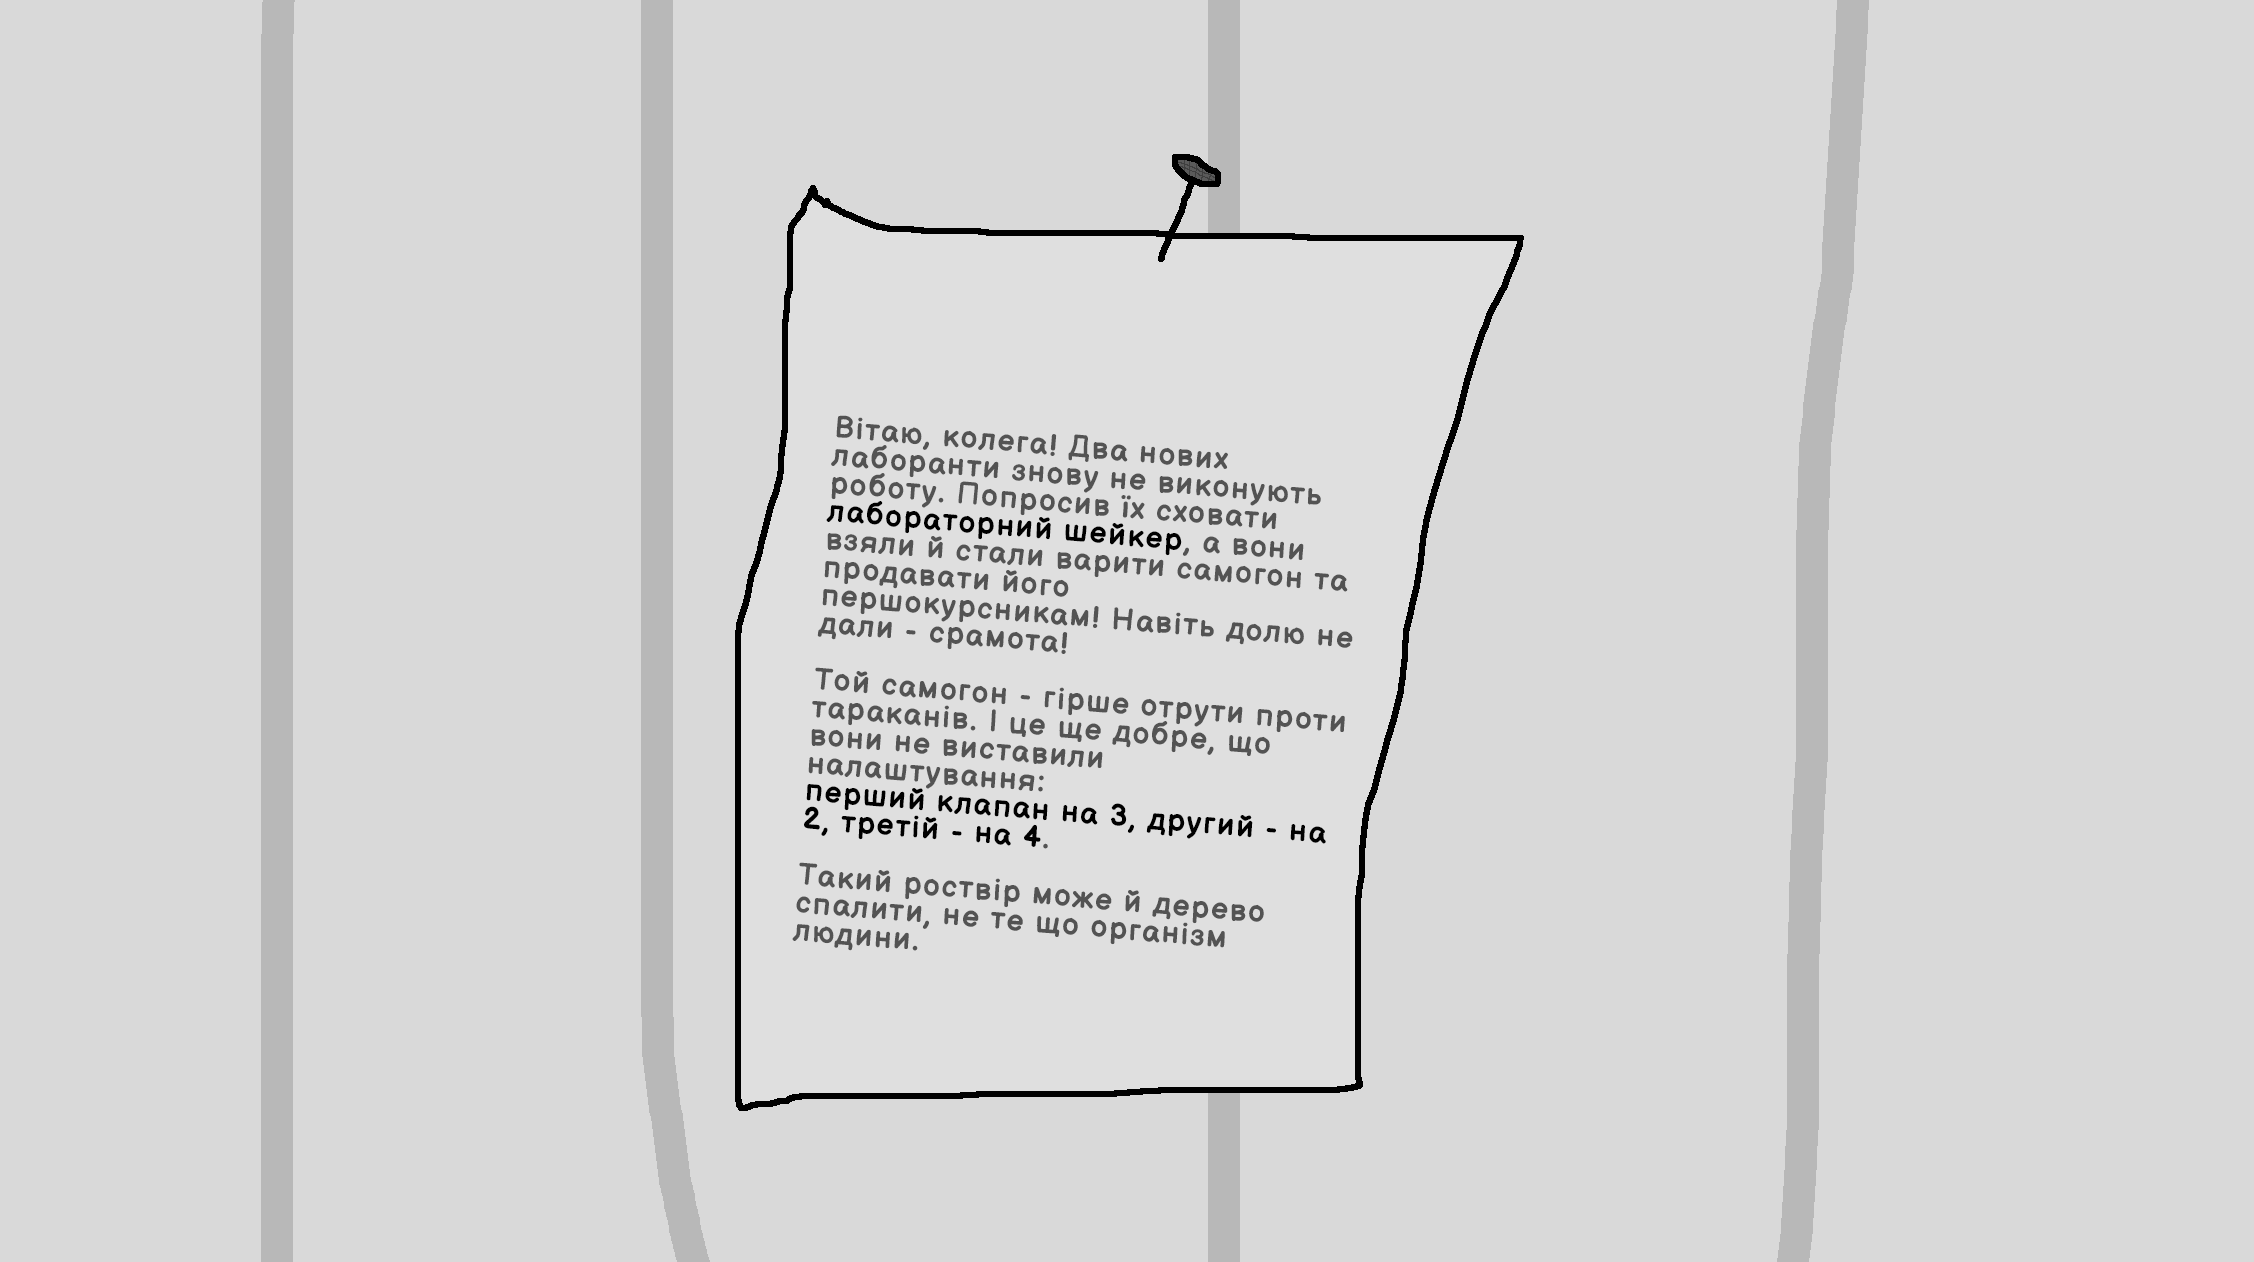 Вітаю, колега! Два нових
лаборанти знову не виконують
роботу. Попросив їх сховати
лабораторний шейкер, а вони
взяли й стали варити самогон та
продавати його
першокурсникам! Навіть долю не
дали - срамота!
Той самогон - гірше отрути проти
тараканів. І це ще добре, що
вони не виставили
налаштування:
перший клапан на 3, другий - на
2, третій - на 4.
Такий роствір може й дерево
спалити, не те що організм
людини.